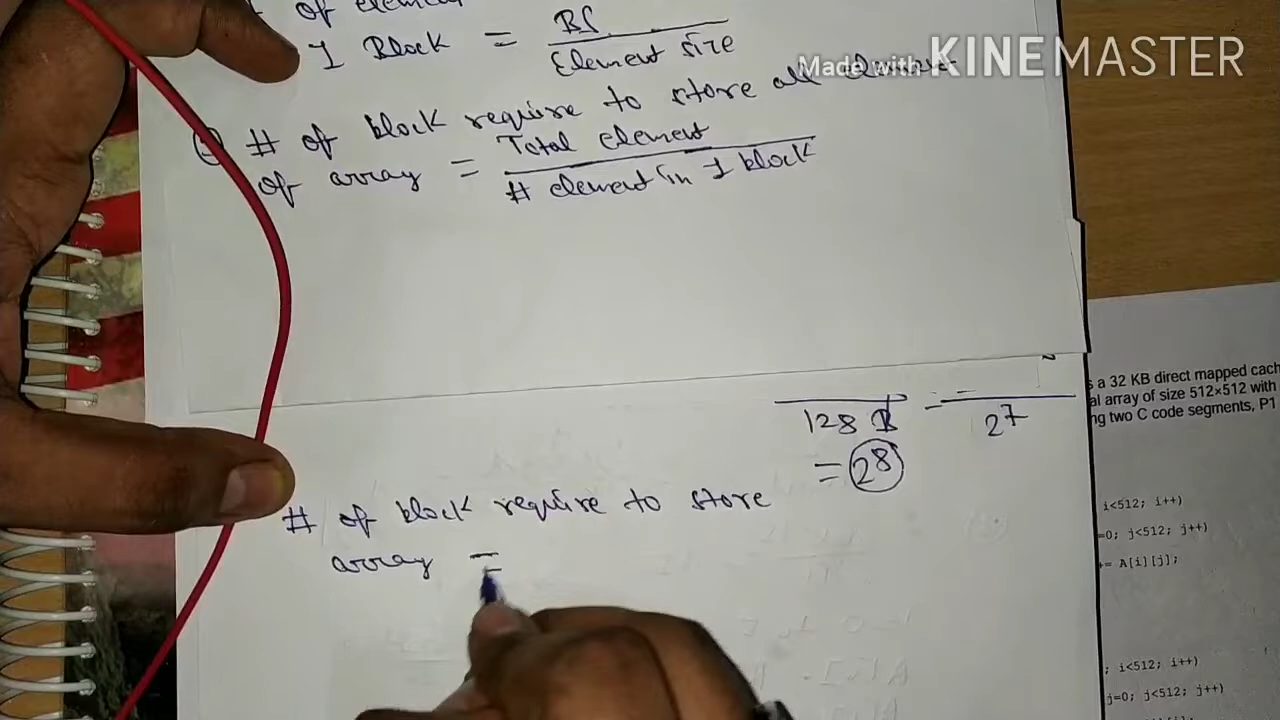 of element
1 Block = BS / Element size
Made with KINEMASTER
② # of block require to store all element
of array = Total element / # element in 1 block
128 B = 2^7
= 2^8
# of block require to store
array =
s a 32 KB direct mapped cach
al array of size 512×512 with
ng two C code segments, P1
i<512; i++)
=0; j<512; j++)
+= A[i][j];
; i<512; i++)
j=0; j<512; j++)